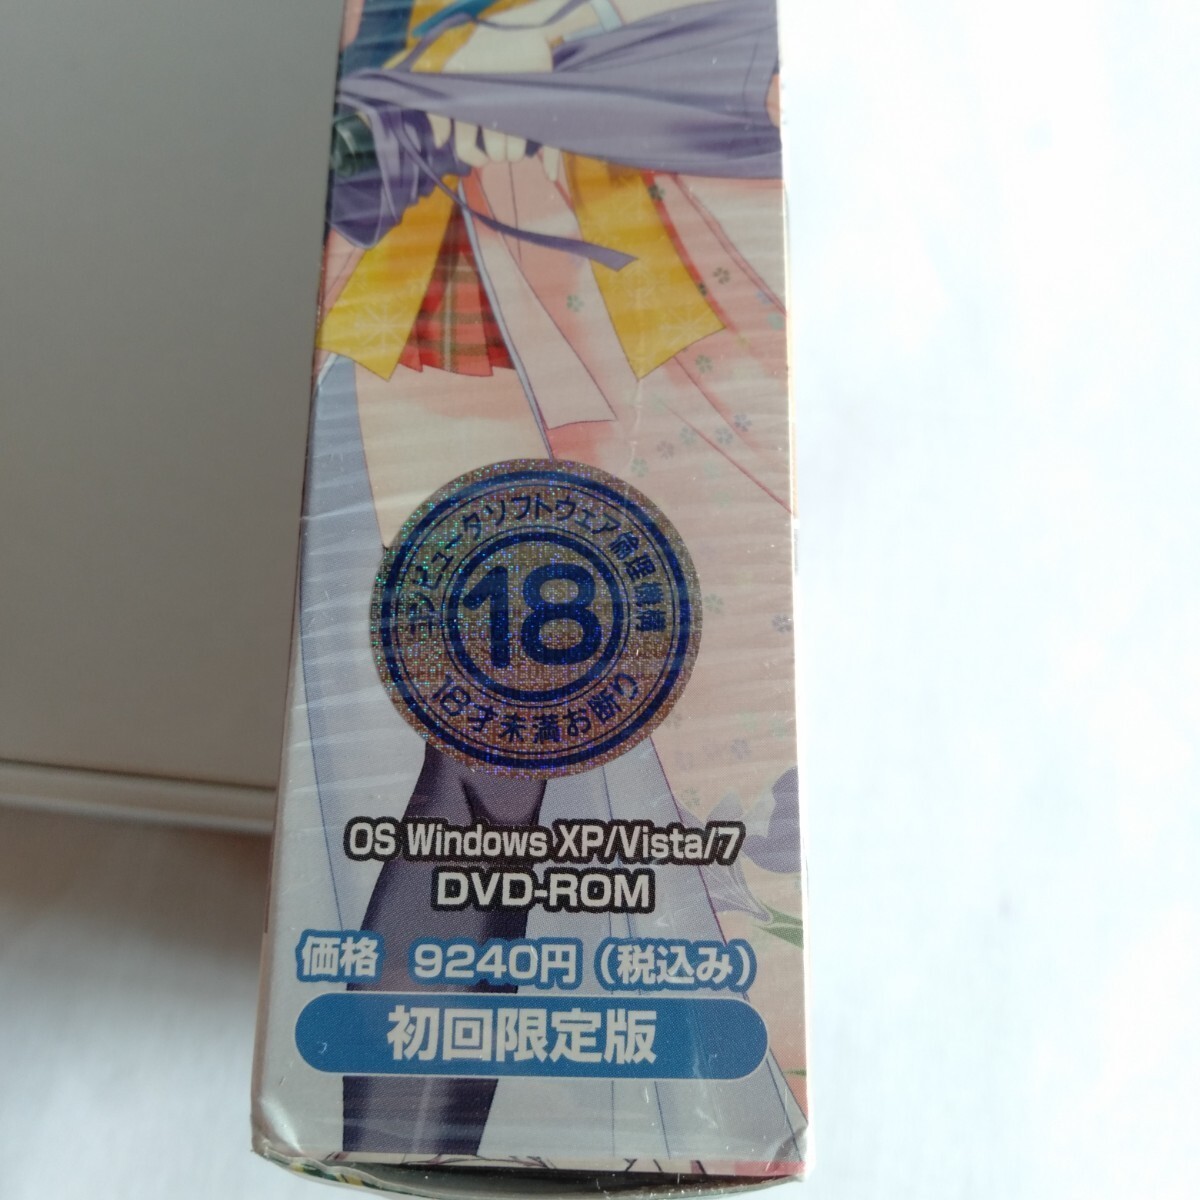 コンピュータソフトウェア倫理機構
18
18才未満お断り
OS Windows XP/Vista/7
DVD-ROM
価格 9240円（税込み）
初回限定版